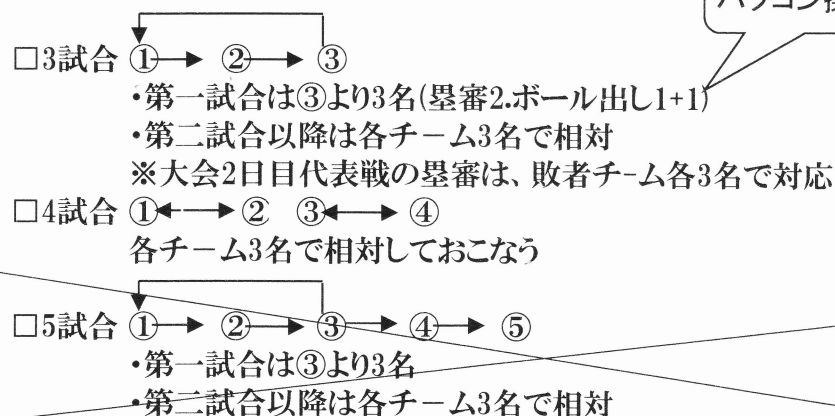 パソコン
□3試合 ①→ ②→ ③
・第一試合は③より3名(塁審2.ボール出し1+1)
・第二試合以降は各チーム3名で相対
※大会2日目代表戦の塁審は、敗者チーム各3名で対応
□4試合 ①←→② ③←→④
各チーム3名で相対しておこなう
□5試合 ①→ ②→ ③→ ④→ ⑤
・第一試合は③より3名
・第二試合以降は各チーム3名で相対